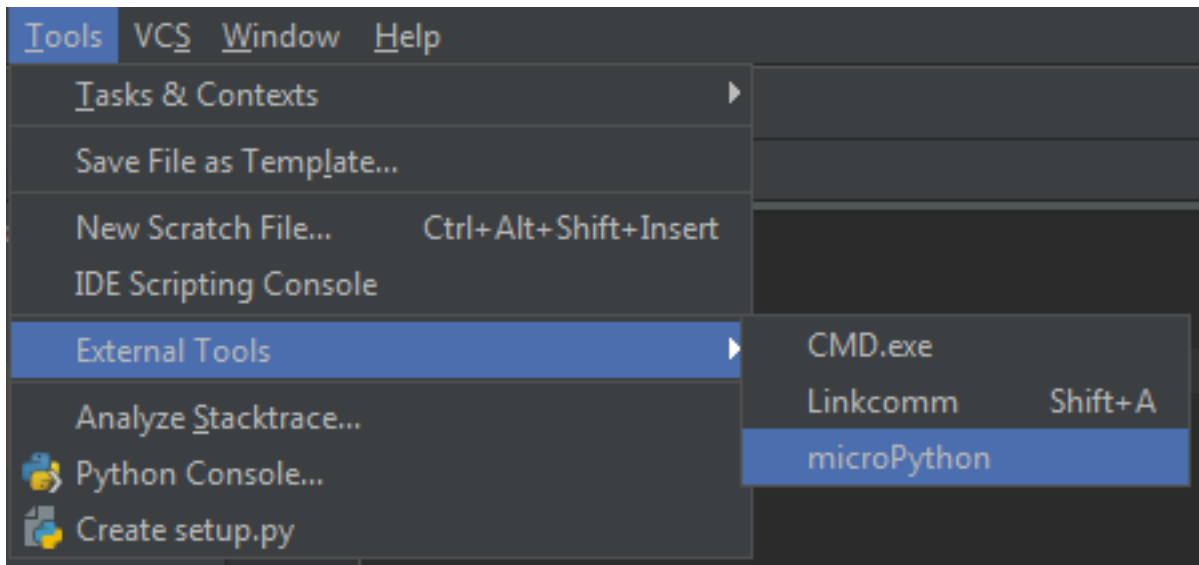 Tools VCS Window Help
Tasks & Contexts
Save File as Template...
New Scratch File... Ctrl+Alt+Shift+Insert
IDE Scripting Console
External Tools
CMD.exe
Linkcomm Shift+A
microPython
Analyze Stacktrace...
Python Console...
Create setup.py